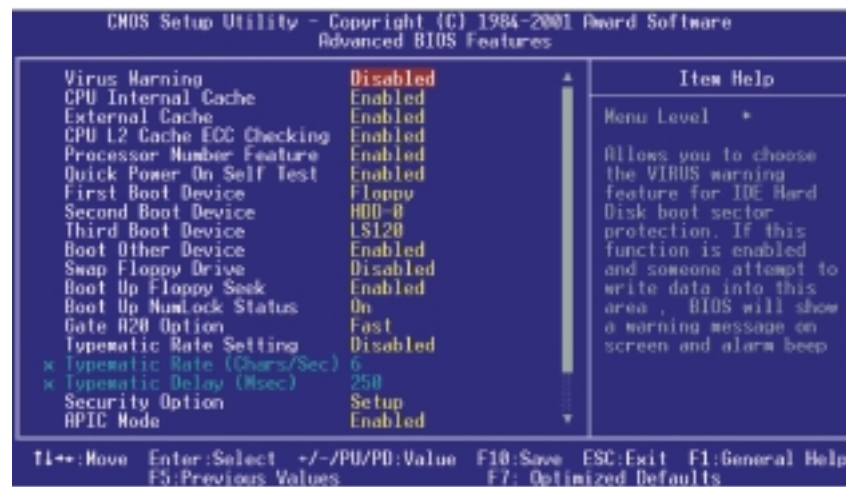 CMOS Setup Utility - Copyright (C) 1984-2001 Award Software
Advanced BIOS Features
Virus Warning Disabled
CPU Internal Cache Enabled
External Cache Enabled
CPU L2 Cache ECC Checking Enabled
Processor Number Feature Enabled
Quick Power On Self Test Enabled
First Boot Device Floppy
Second Boot Device HDD-0
Third Boot Device LS120
Boot Other Device Enabled
Swap Floppy Drive Disabled
Boot Up Floppy Seek Enabled
Boot Up NumLock Status On
Gate A20 Option Fast
Typematic Rate Setting Disabled
x Typematic Rate (Chars/Sec) 6
x Typematic Delay (Msec) 250
Security Option Setup
APIC Mode Enabled
Item Help
Menu Level ▸
Allows you to choose
the VIRUS warning
feature for IDE Hard
Disk boot sector
protection. If this
function is enabled
and someone attempt to
write data into this
area , BIOS will show
a warning message on
screen and alarm beep
↑↓→←:Move Enter:Select +/-/PU/PD:Value F10:Save ESC:Exit F1:General Help
F5:Previous Values F7: Optimized Defaults